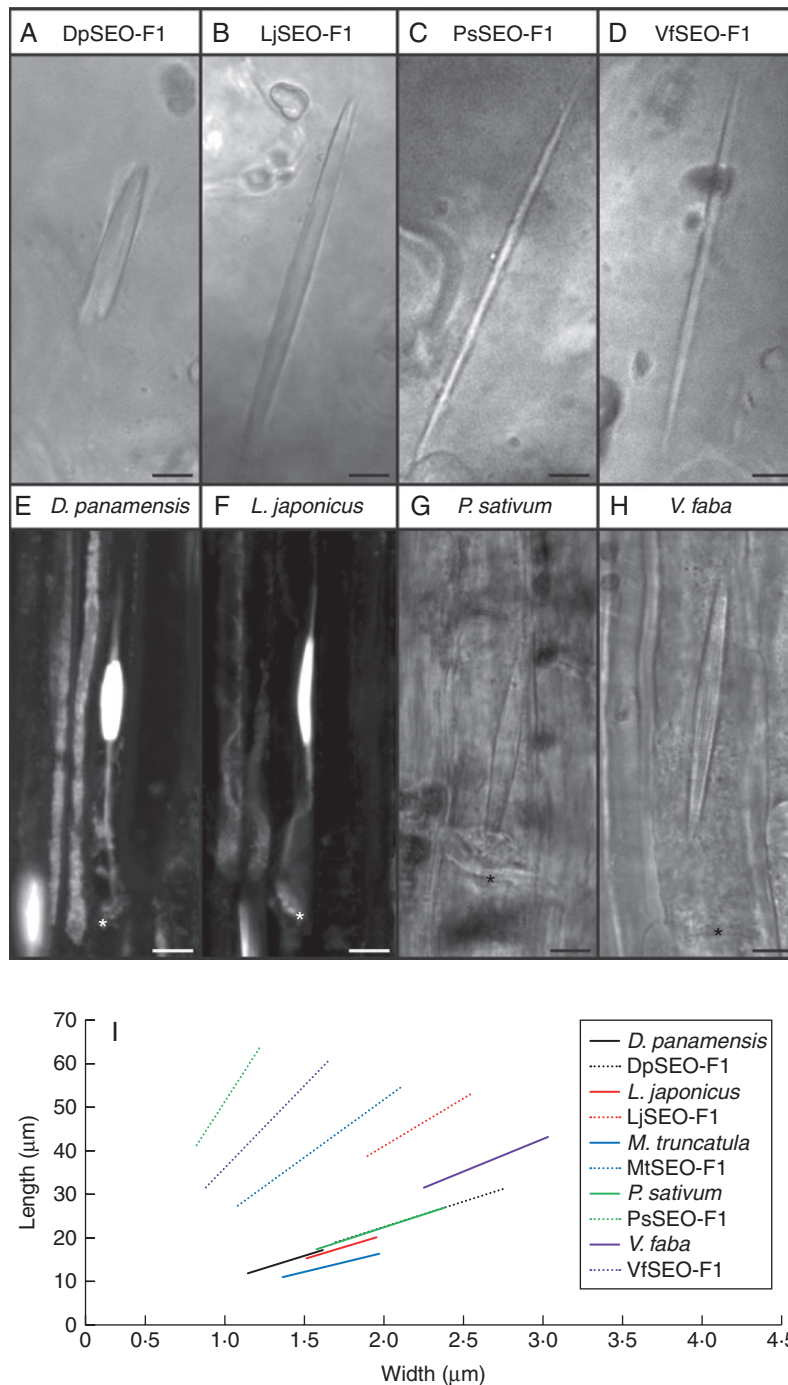 A DpSEO-F1
B LjSEO-F1
C PsSEO-F1
D VfSEO-F1
E D. panamensis
F L. japonicus
G P. sativum
H V. faba
*
*
*
*
I
70
60
50
40
30
20
10
0
Length (μm)
0
0·5
1·0
1·5
2·0
2·5
3·0
3·5
4·0
4·5
Width (μm)
D. panamensis
DpSEO-F1
L. japonicus
LjSEO-F1
M. truncatula
MtSEO-F1
P. sativum
PsSEO-F1
V. faba
VfSEO-F1